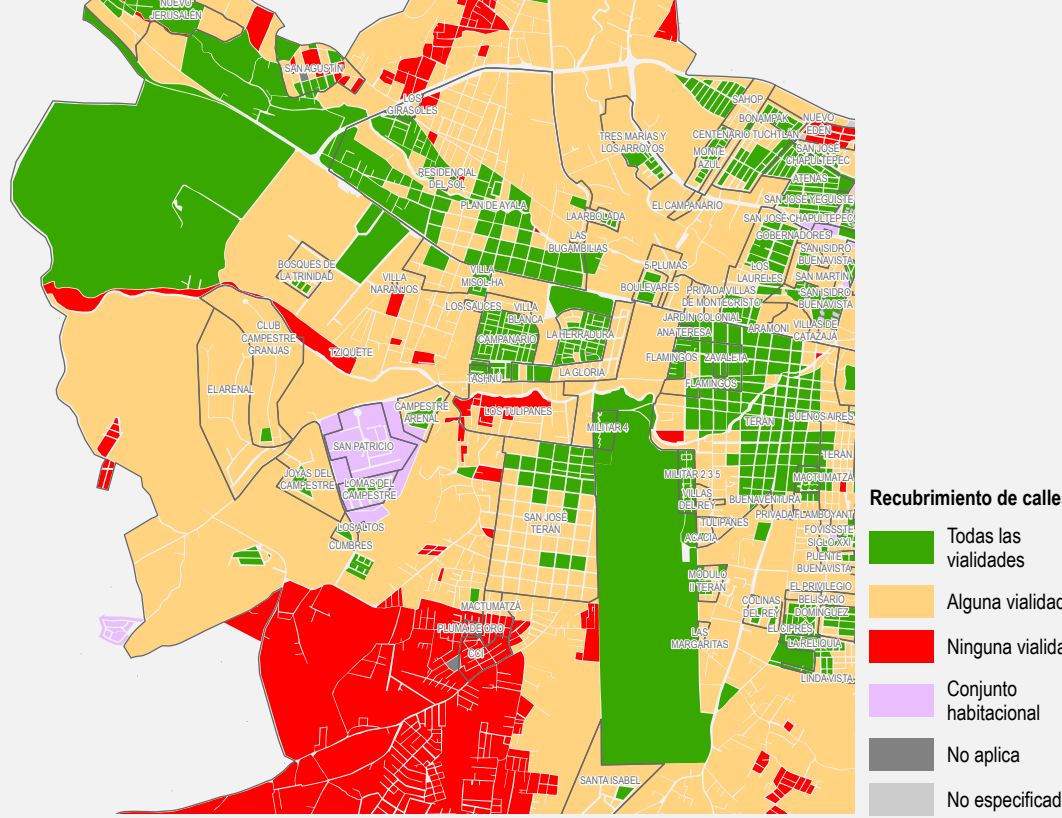 NUEVO
JERUSALÉN
SAN AGUSTÍN
LOS
GIRASOLES
SAHOP
BONAMPAK
NUEVO
EDÉN
TRES MARÍAS Y
LOS ARROYOS
CENTENARIO TUCHTLÁN
MONTE
AZUL
SAN JOSÉ
CHAPULTEPEC
ATENAS
RESIDENCIAL
DEL SOL
PLAN DE AYALA
EL CAMPANARIO
SAN JOSÉ YEGUISTE
LA ARBOLADA
SAN JOSÉ CHAPULTEPEC
GOBERNADORES
LAS
BUGAMBILIAS
SAN ISIDRO
BUENAVISTA
BOSQUES DE
LA TRINIDAD
VILLA
NARANJOS
VILLA
MISOL-HA
5 PLUMAS
BOULEVARES
LOS
LAURELES
SAN MARTÍN
PRIVADA VILLAS
DE MONTECRISTO
SAN ISIDRO
BUENAVISTA
LOS SAUCES
VILLA
BLANCA
JARDÍN COLONIAL
CLUB
CAMPESTRE
GRANJAS
CAMPANARIO
LA HERRADURA
ANA TERESA
ARAMONI
VILLAS DE
CATAZAJÁ
TZIQUETE
FLAMINGOS
ZAVALETA
EL ARENAL
TASHNU
LA GLORIA
FLAMINGOS
CAMPESTRE
ARENAL
LOS TULIPANES
MILITAR 4
TERÁN
BUENOS AIRES
SAN PATRICIO
TERÁN
JOYAS DEL
CAMPESTRE
LOMAS DEL
CAMPESTRE
MILITAR 2 3 5
MACTUMATZÁ
VILLAS
DEL REY
BUENAVENTURA
SAN JOSÉ
TERÁN
TULIPANES
PRIVADA FLAMBOYANT
LOS ALTOS
ACACIA
FOVISSSTE
SIGLO XXI
CUMBRES
PUENTE
BUENAVISTA
MÓDULO
II TERÁN
EL PRIVILEGIO
MACTUMATZÁ
COLINAS
DEL REY
BELISARIO
DOMÍNGUEZ
PLUMA DE ORO
LAS
MARGARITAS
EL CIPRÉS
LA RELIQUIA
CCI
LINDA VISTA
SANTA ISABEL
Recubrimiento de calle
Todas las
vialidades
Alguna vialidad
Ninguna vialida
Conjunto
habitacional
No aplica
No especificad